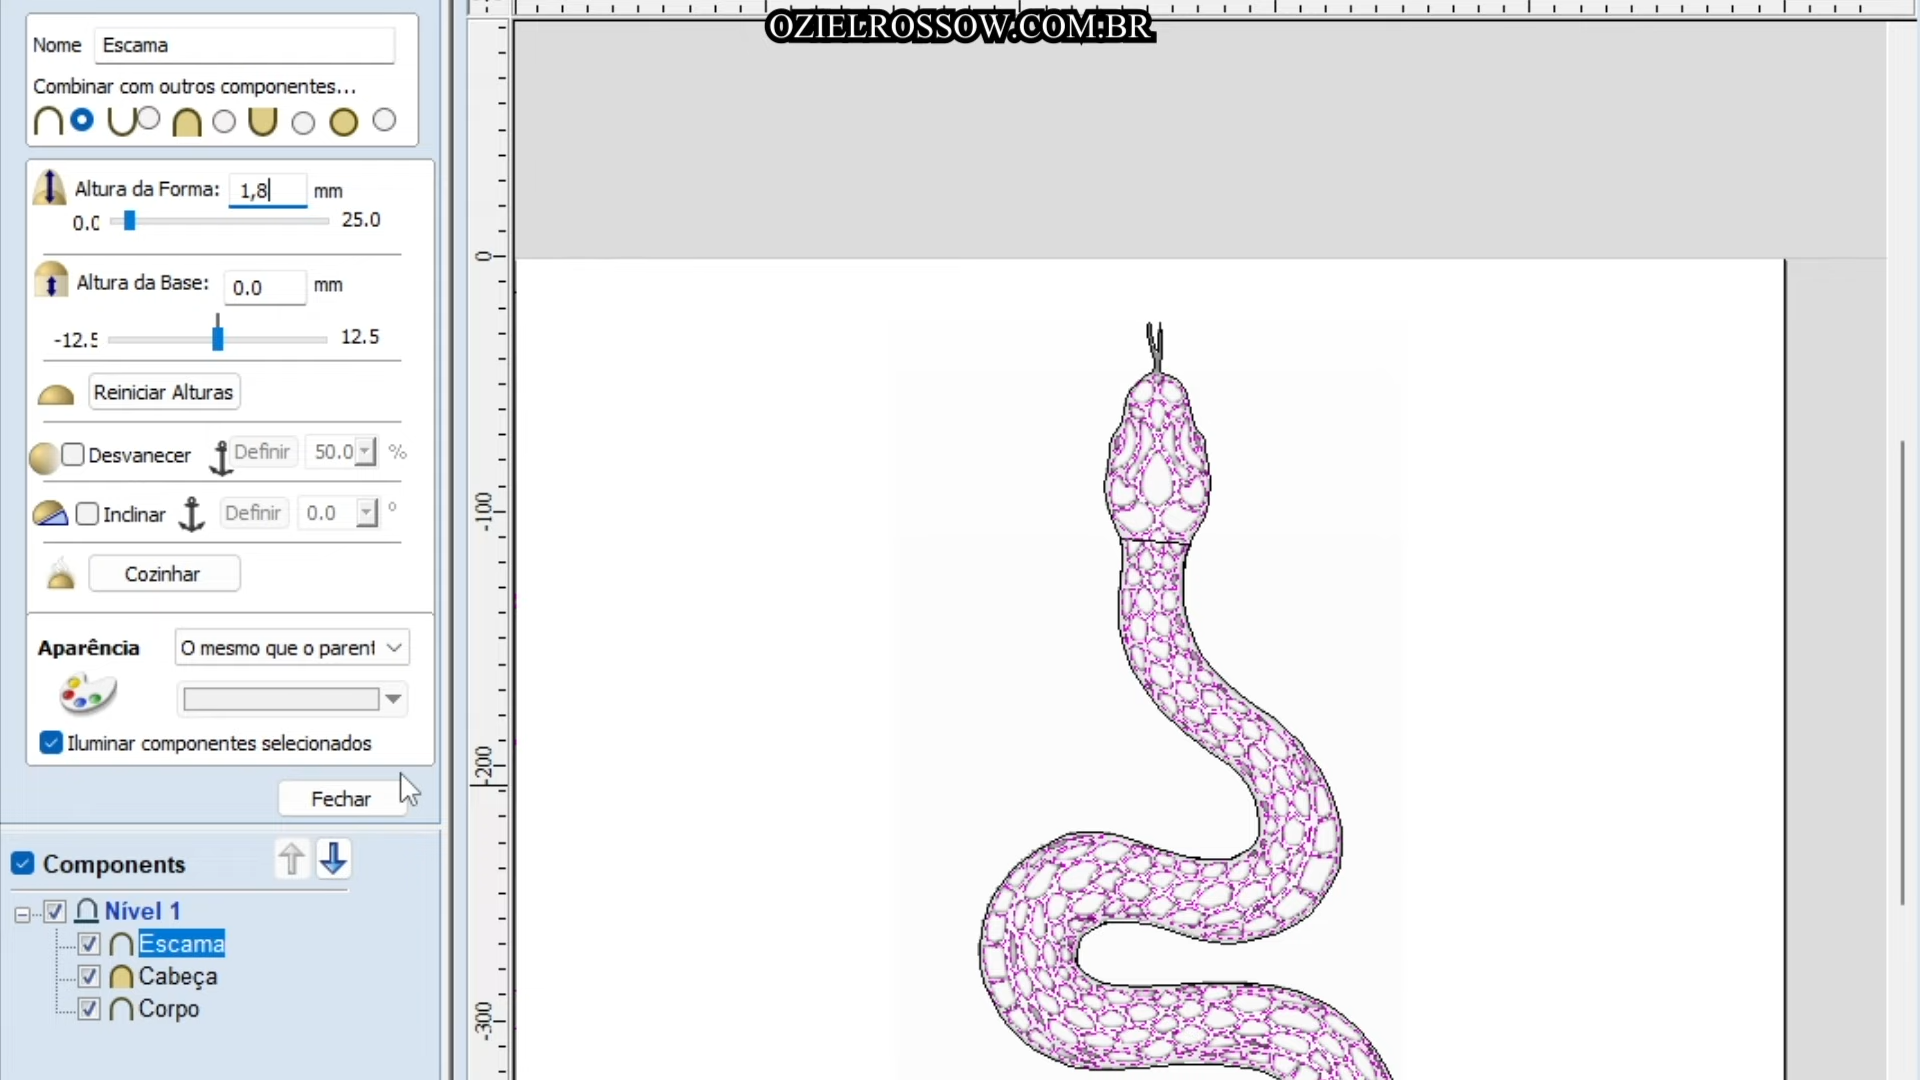 OZIELROSSOW.COM.BR
Nome Escama
Combinar com outros componentes...
Altura da Forma: 1,8 mm
0.0 25.0
Altura da Base: 0.0 mm
-12.5 12.5
Reiniciar Alturas
Desvanecer Definir 50.0 %
Inclinar Definir 0.0 °
Cozinhar
Aparência O mesmo que o parent
Iluminar componentes selecionados
Fechar
Components
Nível 1
Escama
Cabeça
Corpo
0
-100
-200
-300